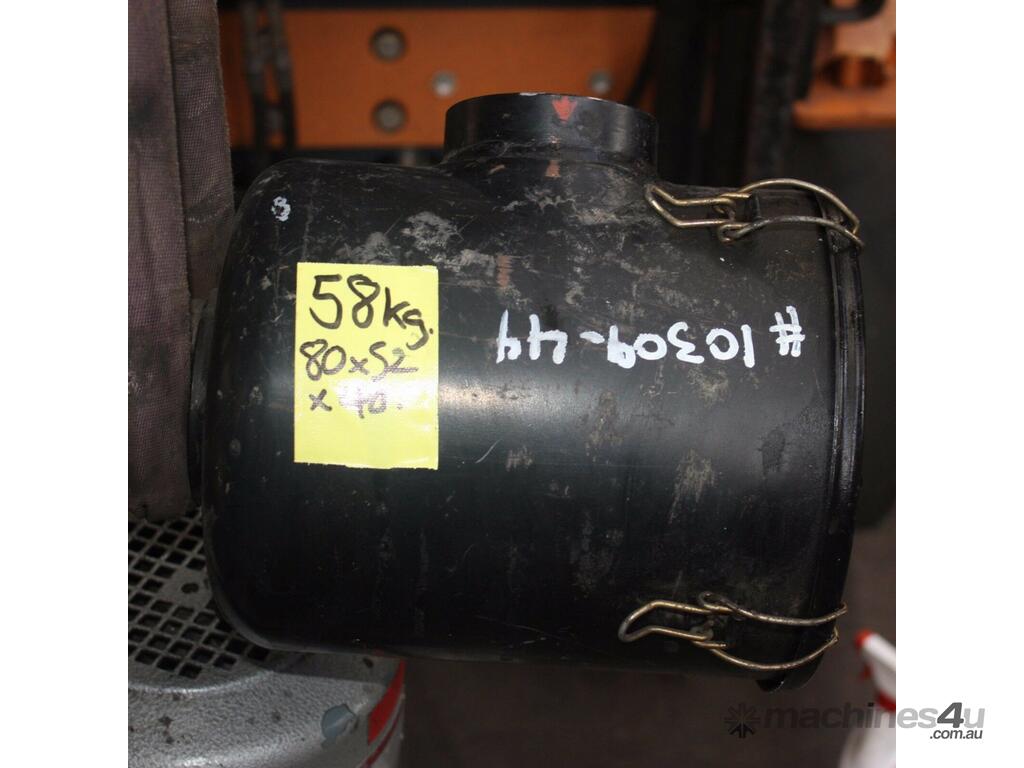 58kg.
80x52
x 40.
#10309-44
machines4u
.com.au